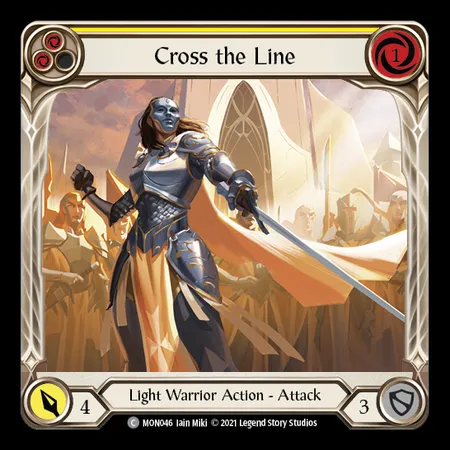 Cross the Line
1
Light Warrior Action - Attack
4
3
C MON046 Iain Miki © 2021 Legend Story Studios